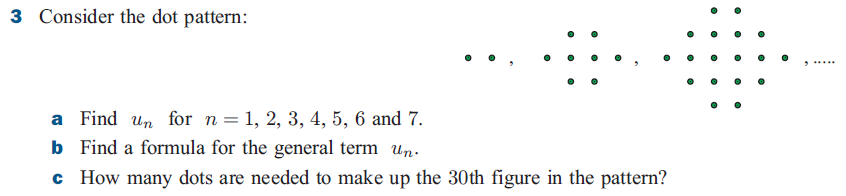 3 Consider the dot pattern:
, , , .....
a Find uₙ for n = 1, 2, 3, 4, 5, 6 and 7.
b Find a formula for the general term uₙ.
c How many dots are needed to make up the 30th figure in the pattern?